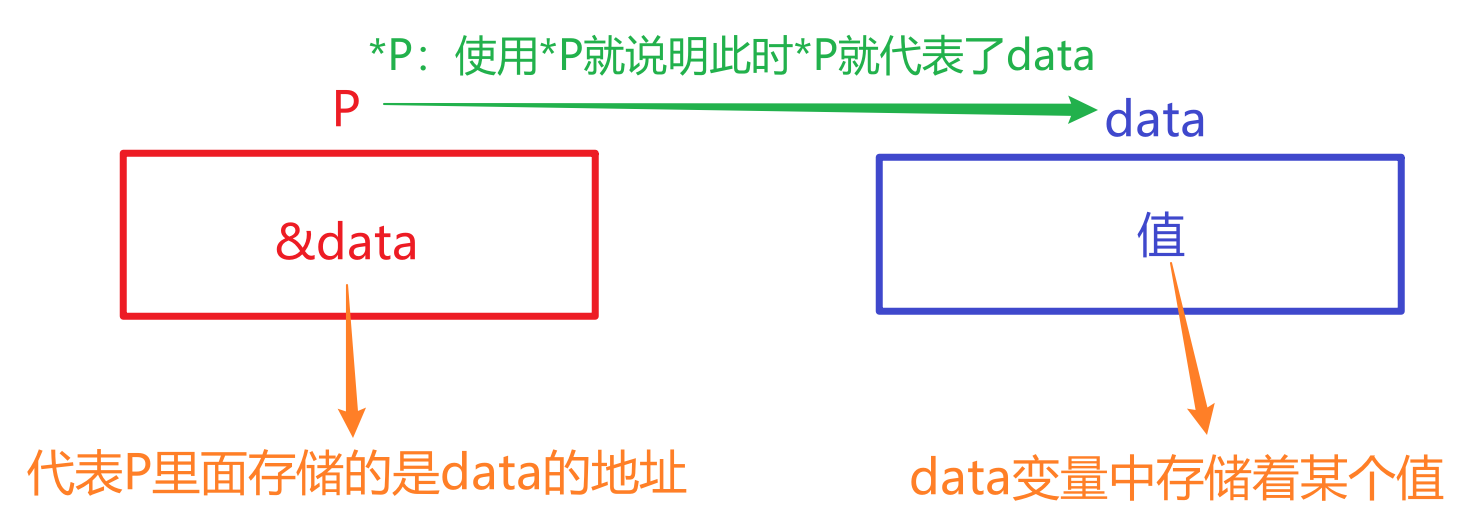 *P：使用*P就说明此时*P就代表了data
P
data
&data
值
代表P里面存储的是data的地址
data变量中存储着某个值